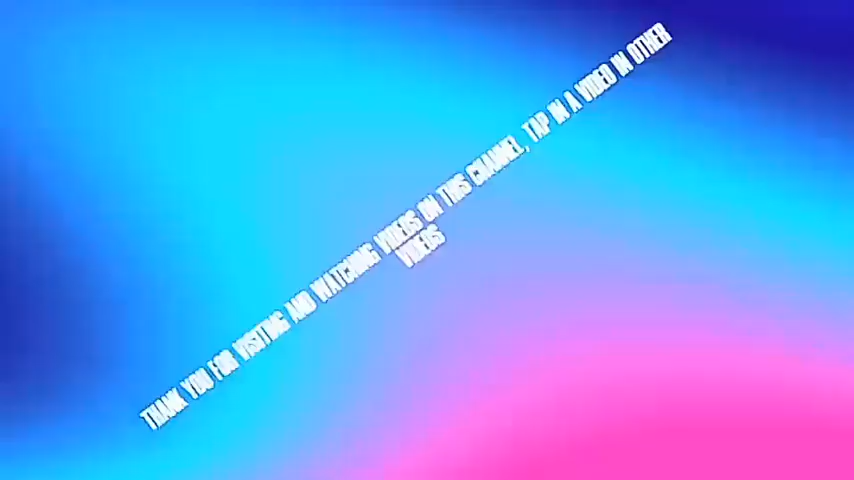 THANK YOU FOR VISITING AND WATCHING VIDEOS ON THIS CHANNEL, TAP IN A VIDEO IN OTHER
VIDEOS